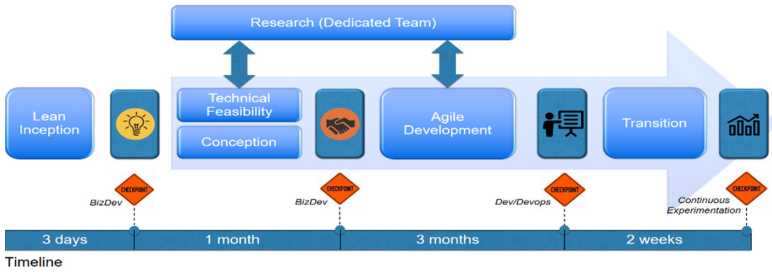 Research (Dedicated Team)
Lean
Inception
Technical
Feasibility
Conception
Agile
Development
Transition
CHECKPOINT
BizDev
CHECKPOINT
BizDev
CHECKPOINT
Dev/Devops
CHECKPOINT
Continuous
Experimentation
3 days
1 month
3 months
2 weeks
Timeline